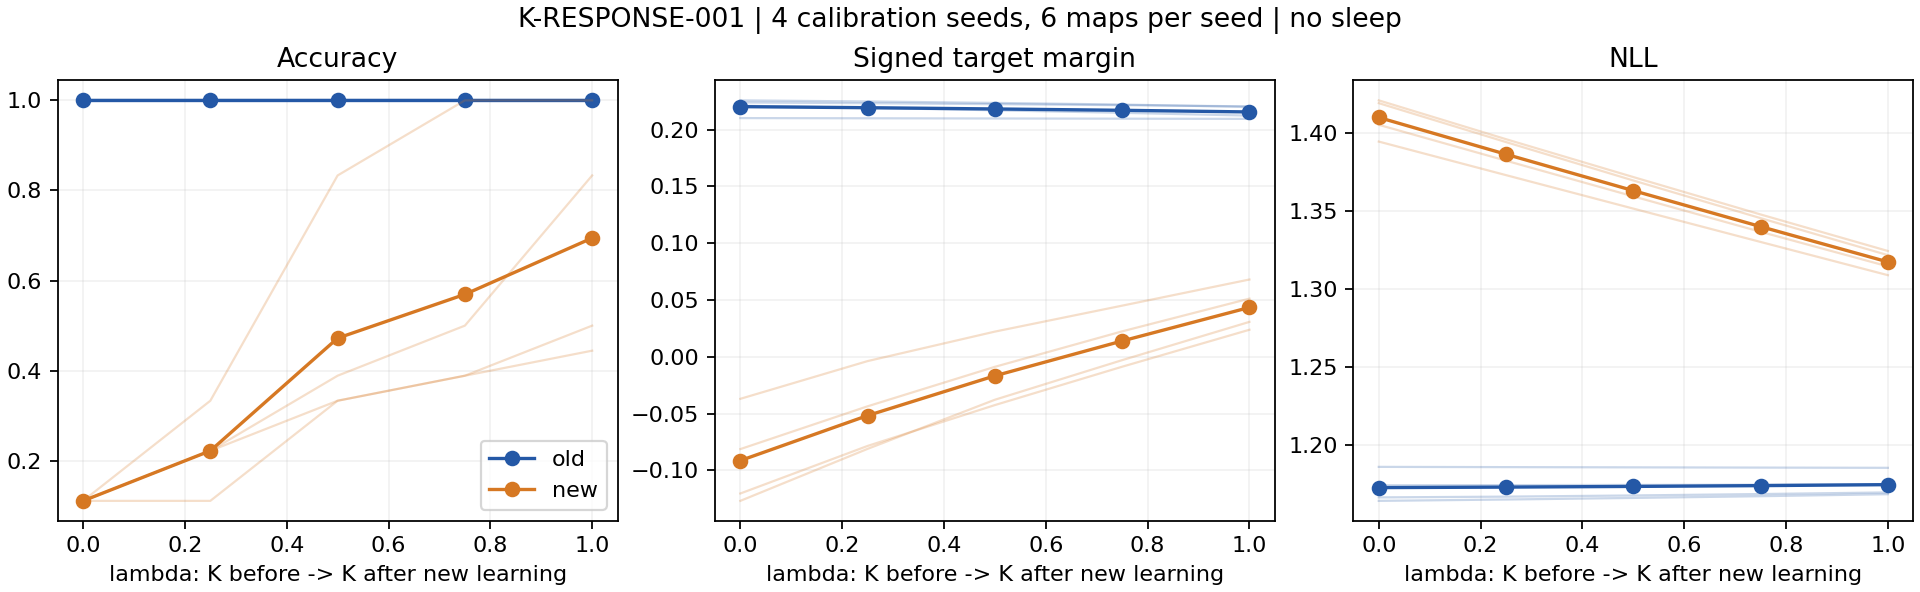 K-RESPONSE-001 | 4 calibration seeds, 6 maps per seed | no sleep
Accuracy
1.0
0.8
0.6
0.4
0.2
0.0 0.2 0.4 0.6 0.8 1.0
lambda: K before -> K after new learning
old
new
Signed target margin
0.20
0.15
0.10
0.05
0.00
−0.05
−0.10
0.0 0.2 0.4 0.6 0.8 1.0
lambda: K before -> K after new learning
NLL
1.40
1.35
1.30
1.25
1.20
0.0 0.2 0.4 0.6 0.8 1.0
lambda: K before -> K after new learning